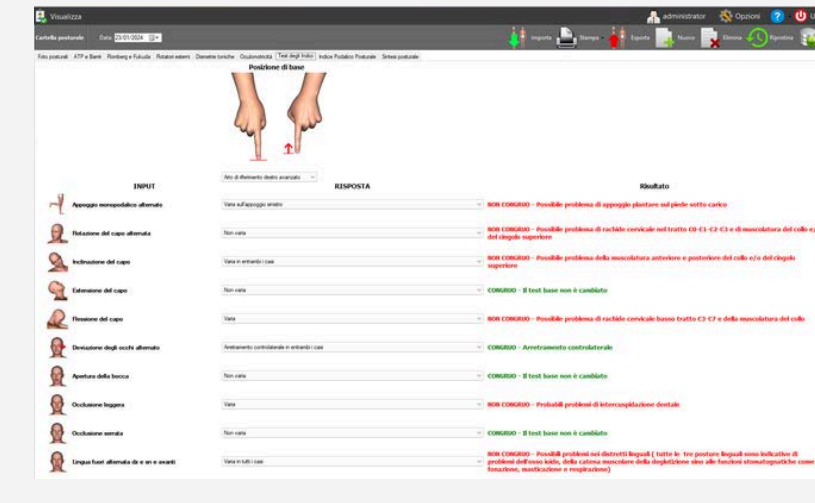 Visualizza
administrator Opzioni ?
Cartella posturale Data 23/01/2024 Importa Stampa Esporta Nuovo Elimina Ripristina
Foto posturali ATP e Barré Romberg e Fukuda Rotatori esterni Diametrie toniche Oculomotricità Test degli Indici Indice Podalico Posturale Sintesi posturale
Posizione di base
Arto di riferimento destro avanzato
INPUT RISPOSTA Risultato
Appoggio monopodalico alternato Varia sull'appoggio sinistro NON CONGRUO - Possibile problema di appoggio plantare sul piede sotto carico
Rotazione del capo alternata Non varia NON CONGRUO - Possibile problema di rachide cervicale nel tratto C0-C1-C2-C3 e di muscolatura del collo e/
del cingolo superiore
Inclinazione del capo Varia in entrambi i casi NON CONGRUO - Possibile problema della muscolatura anteriore e posteriore del collo e/o del cingolo
superiore
Estensione del capo Non varia CONGRUO - Il test base non è cambiato
Flessione del capo Varia NON CONGRUO - Possibile problema di rachide cervicale basso tratto C3-C7 e della muscolatura del collo
Deviazione degli occhi alternato Arretramento controlaterale in entrambi i casi CONGRUO - Arretramento controlaterale
Apertura della bocca Non varia CONGRUO - Il test base non è cambiato
Occlusione leggera Varia NON CONGRUO - Probabili problemi di intercuspidazione dentale
Occlusione serrata Non varia CONGRUO - Il test base non è cambiato
Lingua fuori alternata dx e sn e avanti Varia in tutti i casi NON CONGRUO - Possibili problemi nei distretti linguali ( tutte le tre posture linguali sono indicative di
problemi dell'osso ioide, della catena muscolare della deglutizione sino alle funzioni stomatognatiche come
fonazione, masticazione e respirazione)